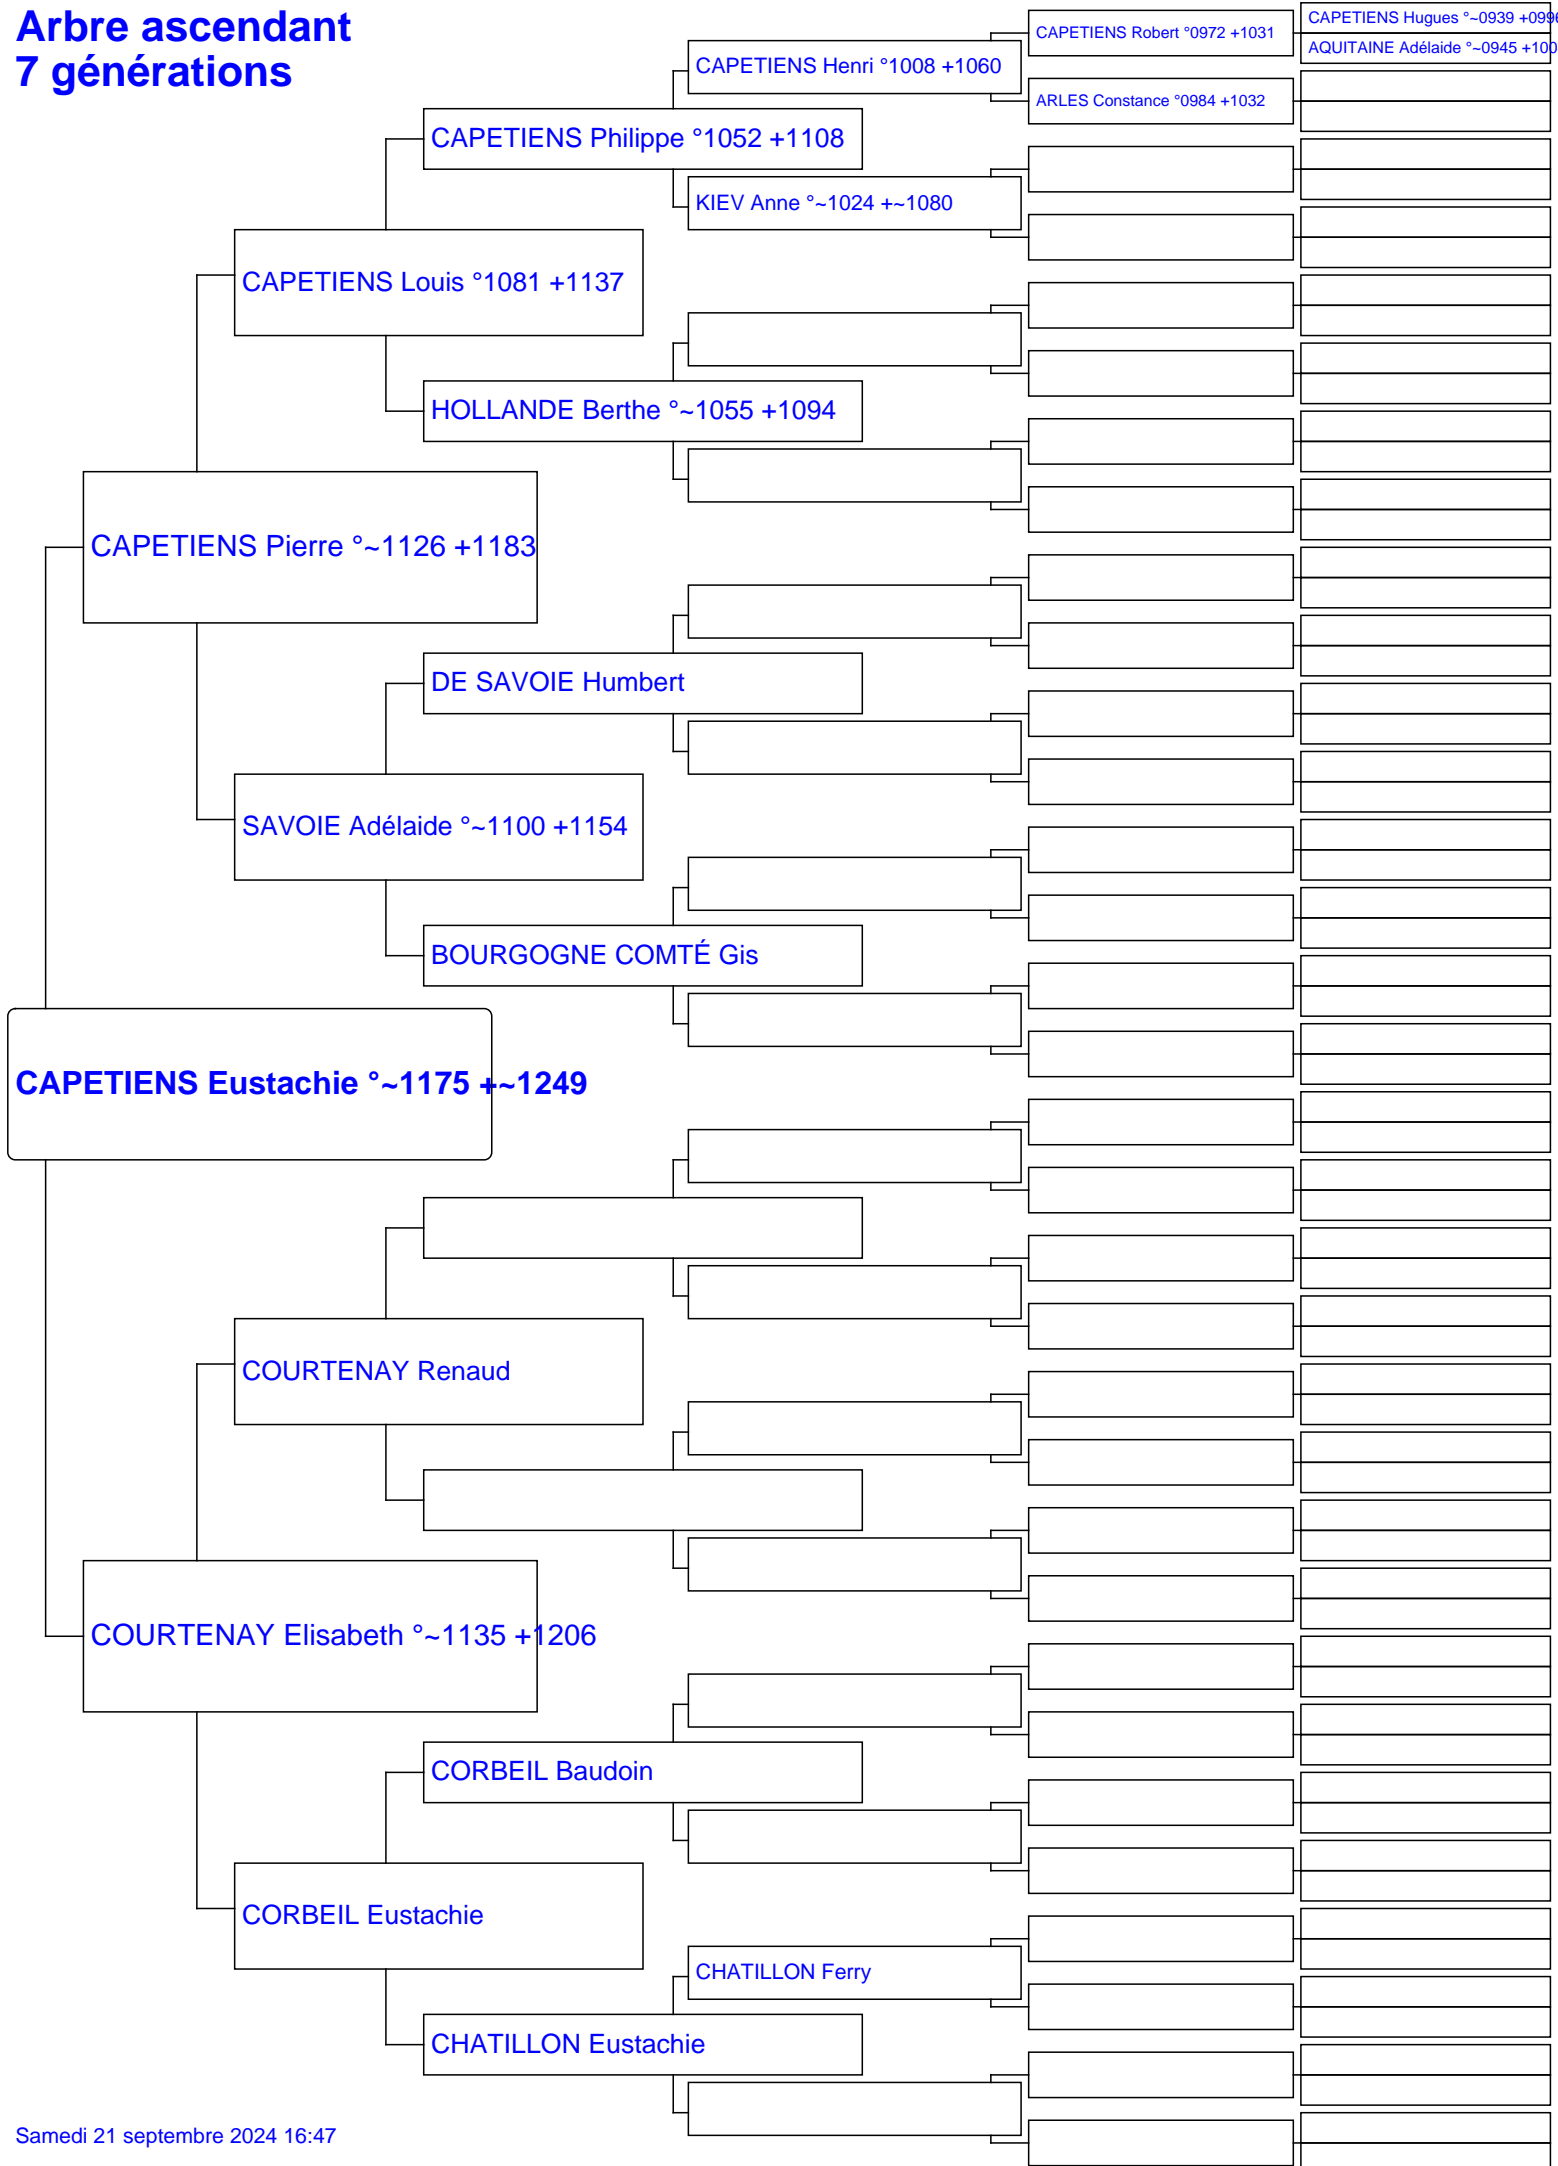 Arbre ascendant
7 générations
CAPETIENS Hugues °~0939 +0996
CAPETIENS Robert °0972 +1031
AQUITAINE Adélaide °~0945 +100
CAPETIENS Henri °1008 +1060
ARLES Constance °0984 +1032
CAPETIENS Philippe °1052 +1108
KIEV Anne °~1024 +~1080
CAPETIENS Louis °1081 +1137
HOLLANDE Berthe °~1055 +1094
CAPETIENS Pierre °~1126 +1183
DE SAVOIE Humbert
SAVOIE Adélaide °~1100 +1154
BOURGOGNE COMTÉ Gis
CAPETIENS Eustachie °~1175 +~1249
COURTENAY Renaud
COURTENAY Elisabeth °~1135 +1206
CORBEIL Baudoin
CORBEIL Eustachie
CHATILLON Ferry
CHATILLON Eustachie
Samedi 21 septembre 2024 16:47